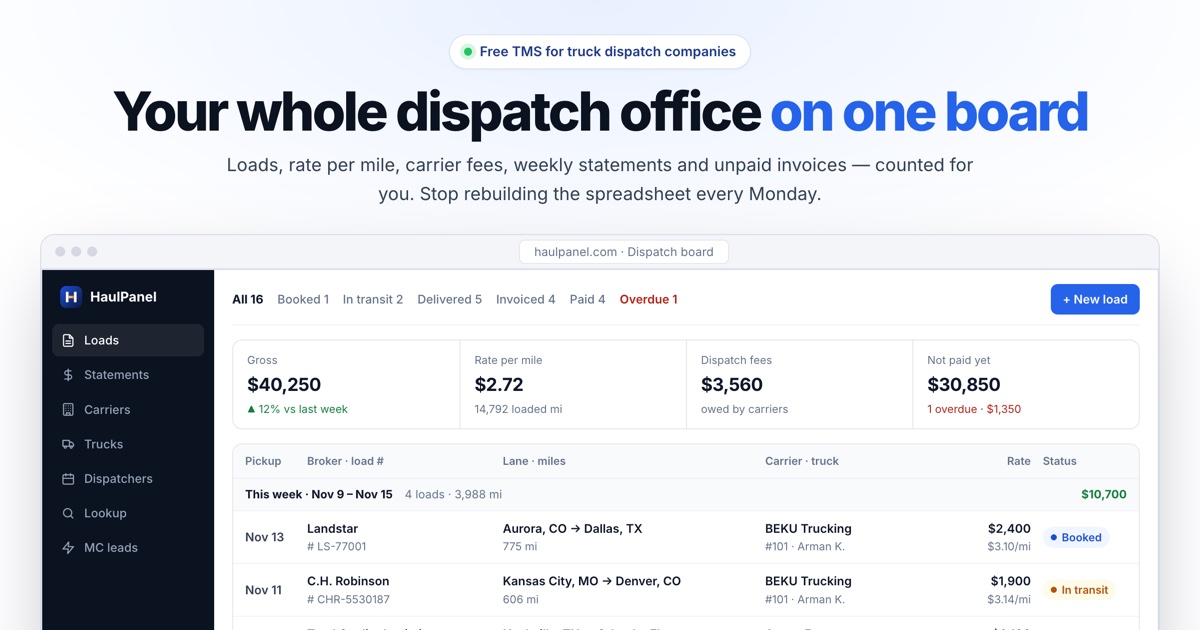 Free TMS for truck dispatch companies
Your whole dispatch office on one board
Loads, rate per mile, carrier fees, weekly statements and unpaid invoices — counted for
you. Stop rebuilding the spreadsheet every Monday.
haulpanel.com · Dispatch board
H HaulPanel
Loads
Statements
Carriers
Trucks
Dispatchers
Lookup
MC leads
All 16 Booked 1 In transit 2 Delivered 5 Invoiced 4 Paid 4 Overdue 1
+ New load
Gross
$40,250
▲ 12% vs last week
Rate per mile
$2.72
14,792 loaded mi
Dispatch fees
$3,560
owed by carriers
Not paid yet
$30,850
1 overdue · $1,350
Pickup Broker · load # Lane · miles Carrier · truck Rate Status
This week · Nov 9 – Nov 15 4 loads · 3,988 mi $10,700
Nov 13
Landstar
# LS-77001
Aurora, CO → Dallas, TX
775 mi
BEKU Trucking
#101 · Arman K.
$2,400
$3.10/mi
Booked
Nov 11
C.H. Robinson
# CHR-5530187
Kansas City, MO → Denver, CO
606 mi
BEKU Trucking
#101 · Arman K.
$1,900
$3.14/mi
In transit